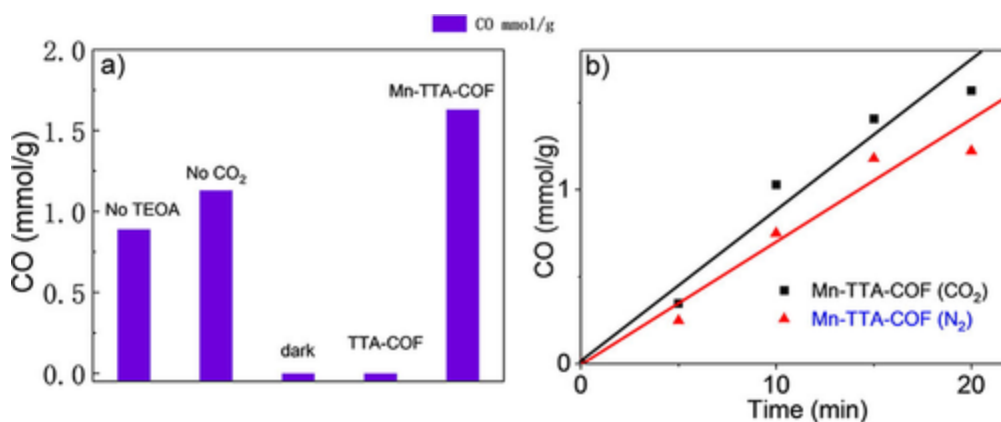 CO mmol/g
a)
2.0
1.5
1.0
0.5
0.0
CO (mmol/g)
No TEOA
No CO₂
dark
TTA-COF
Mn-TTA-COF
b)
CO (mmol/g)
1
0
Mn-TTA-COF (CO₂)
Mn-TTA-COF (N₂)
0 10 20
Time (min)